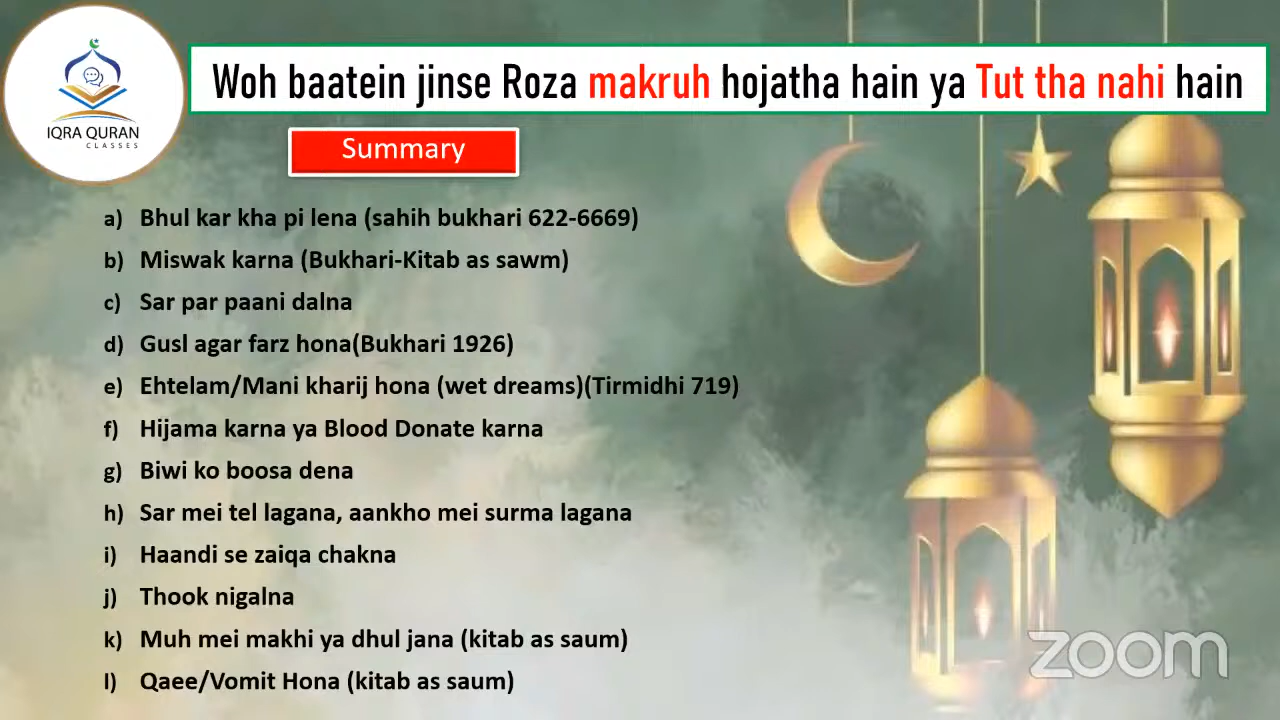 IQRA QURAN
CLASSES
Woh baatein jinse Roza makruh hojatha hain ya Tut tha nahi hain
Summary
a) Bhul kar kha pi lena (sahih bukhari 622-6669)
b) Miswak karna (Bukhari-Kitab as sawm)
c) Sar par paani dalna
d) Gusl agar farz hona(Bukhari 1926)
e) Ehtelam/Mani kharij hona (wet dreams)(Tirmidhi 719)
f) Hijama karna ya Blood Donate karna
g) Biwi ko boosa dena
h) Sar mei tel lagana, aankho mei surma lagana
i) Haandi se zaiqa chakna
j) Thook nigalna
k) Muh mei makhi ya dhul jana (kitab as saum)
l) Qaee/Vomit Hona (kitab as saum)
zoom